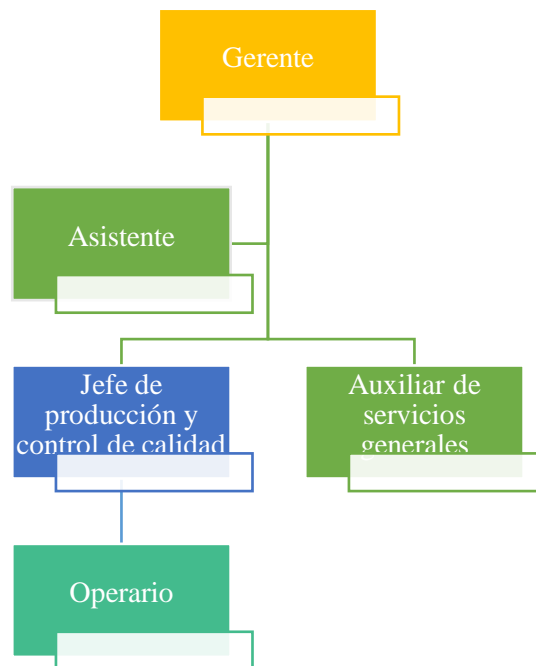 Gerente
Asistente
Jefe de
producción y
control de calidad
Auxiliar de
servicios
generales
Operario